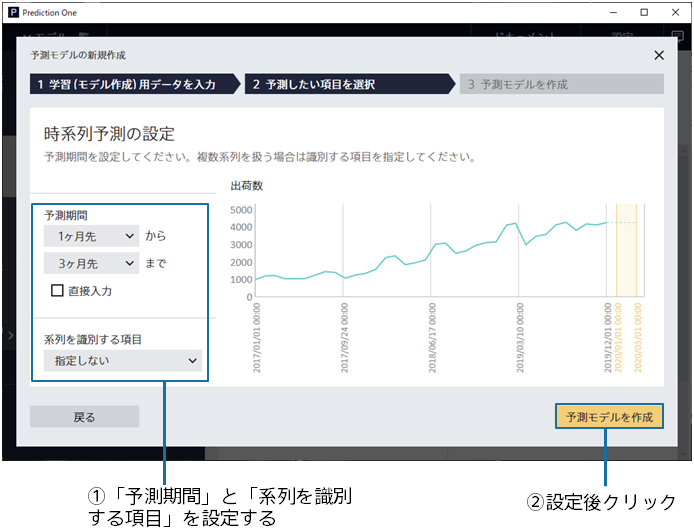 Prediction One
モデル
ドキュメント
設定
予測モデルの新規作成
1 学習(モデル作成)用データを入力
2 予測したい項目を選択
3 予測モデルを作成
時系列予測の設定
予測期間を設定してください。複数系列を扱う場合は識別する項目を指定してください。
予測期間
1ヶ月先 から
3ヶ月先 まで
直接入力
系列を識別する項目
指定しない
出荷数
5000
4000
3000
2000
1000
0
2017/01/01 00:00
2017/09/24 00:00
2018/06/17 00:00
2019/03/10 00:00
2019/12/01 00:00
2020/01/01 00:00
2020/03/01 00:00
戻る
予測モデルを作成
①「予測期間」と「系列を識別
する項目」を設定する
②設定後クリック